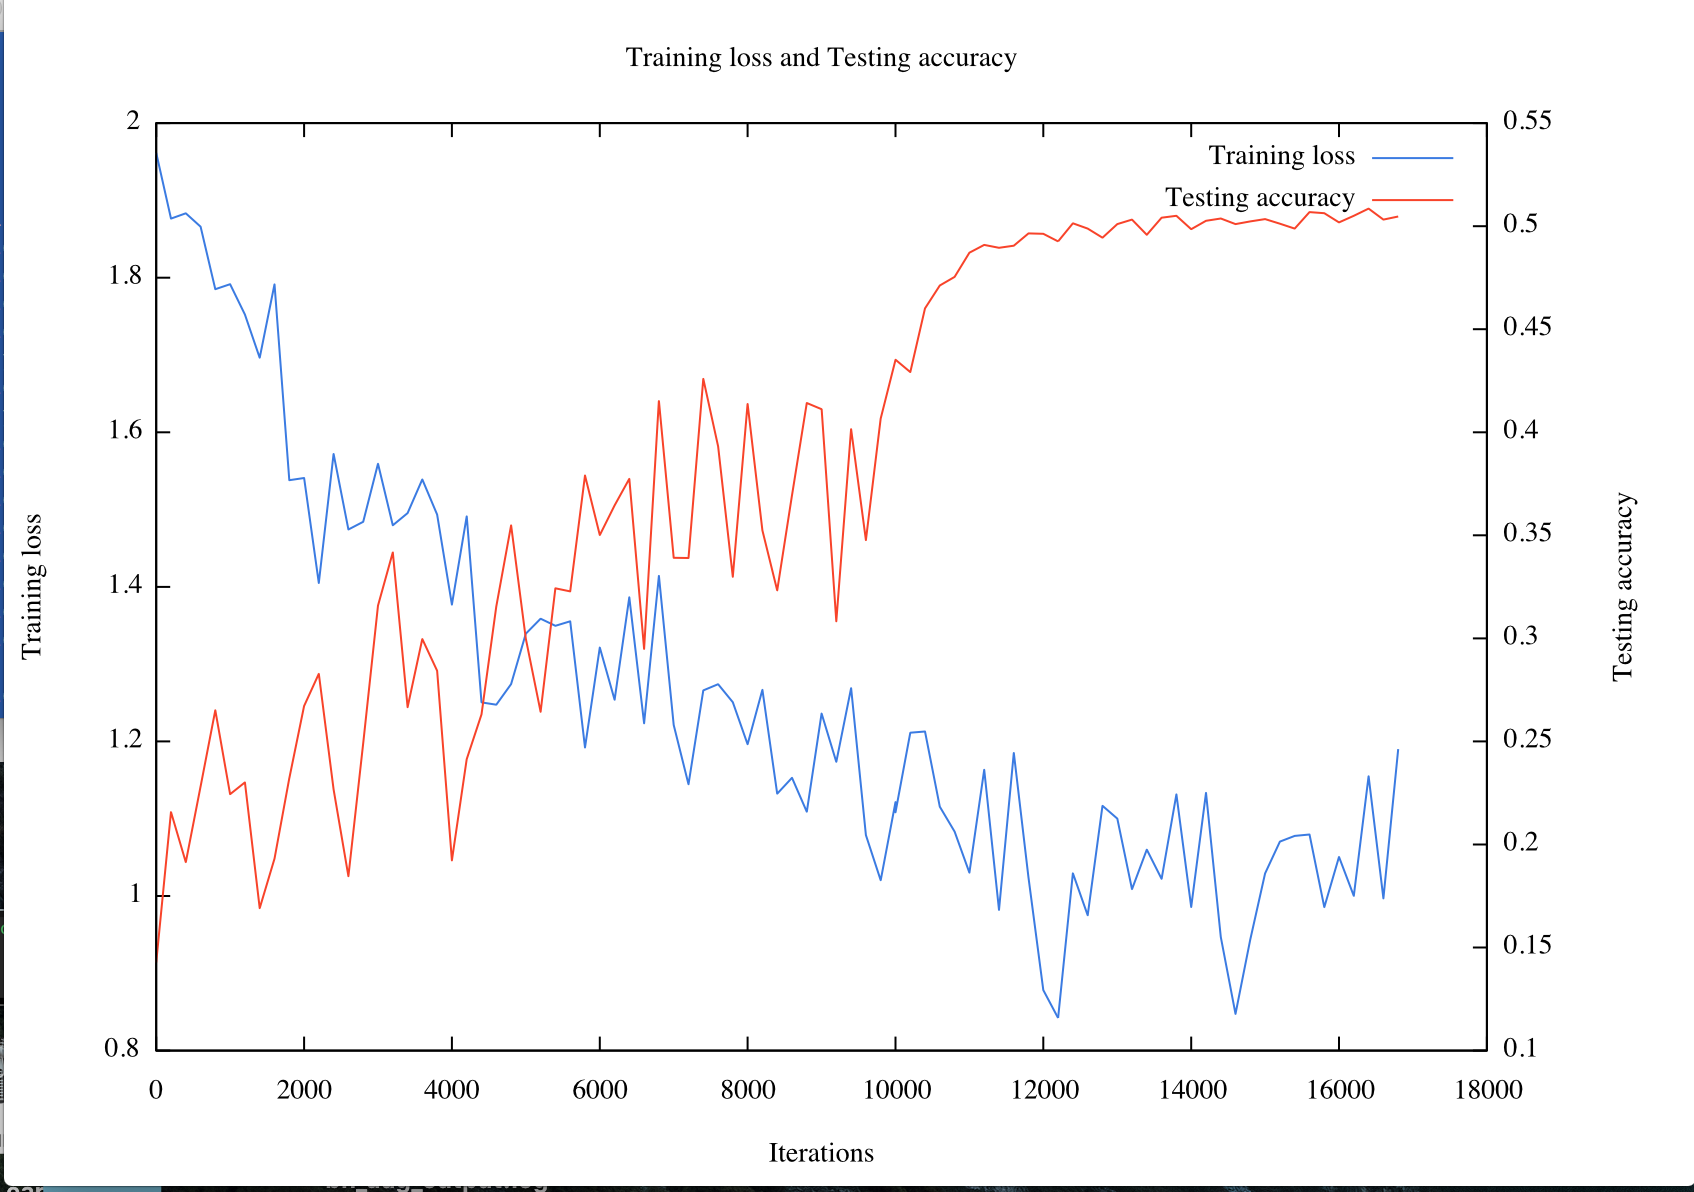 Training loss and Testing accuracy
2
0.55
Training loss
Testing accuracy
0.5
1.8
0.45
1.6
0.4
0.35
1.4
0.3
1.2
0.25
0.2
1
0.15
0.8
0.1
Training loss
Testing accuracy
0 2000 4000 6000 8000 10000 12000 14000 16000 18000
Iterations